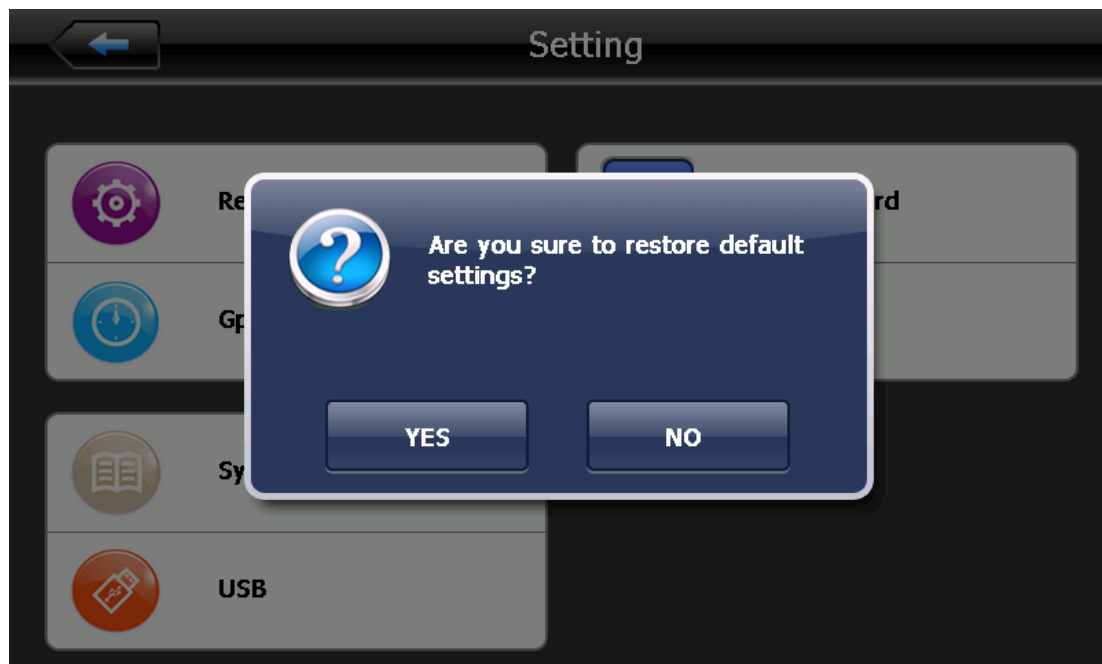 Setting
Re
rd
Are you sure to restore default
settings?
Gp
YES
NO
Sy
USB